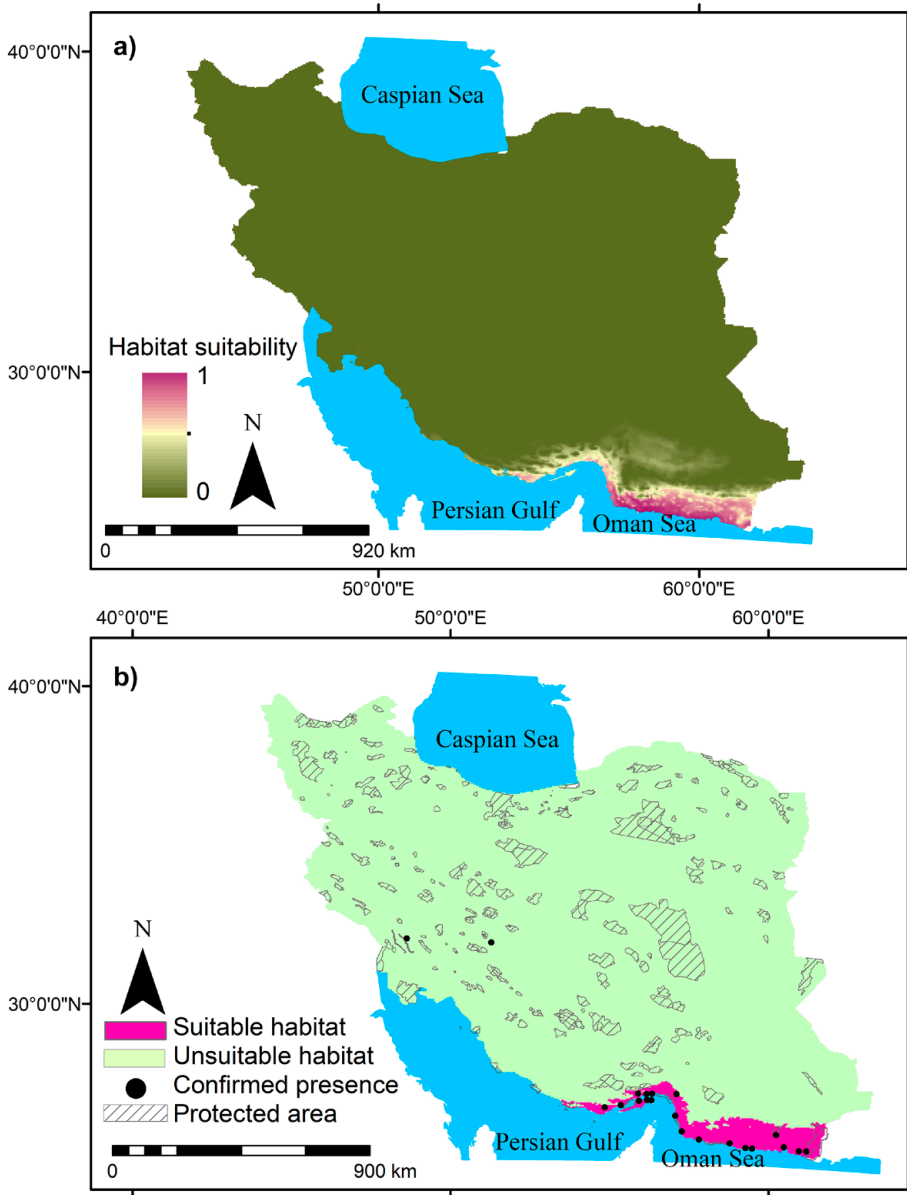 a)
40°0'0"N
Caspian Sea
30°0'0"N
Habitat suitability
1
0
N
Persian Gulf
Oman Sea
0
920 km
50°0'0"E
60°0'0"E
40°0'0"E
50°0'0"E
60°0'0"E
b)
40°0'0"N
Caspian Sea
30°0'0"N
N
Suitable habitat
Unsuitable habitat
Confirmed presence
Protected area
Persian Gulf
Oman Sea
0
900 km